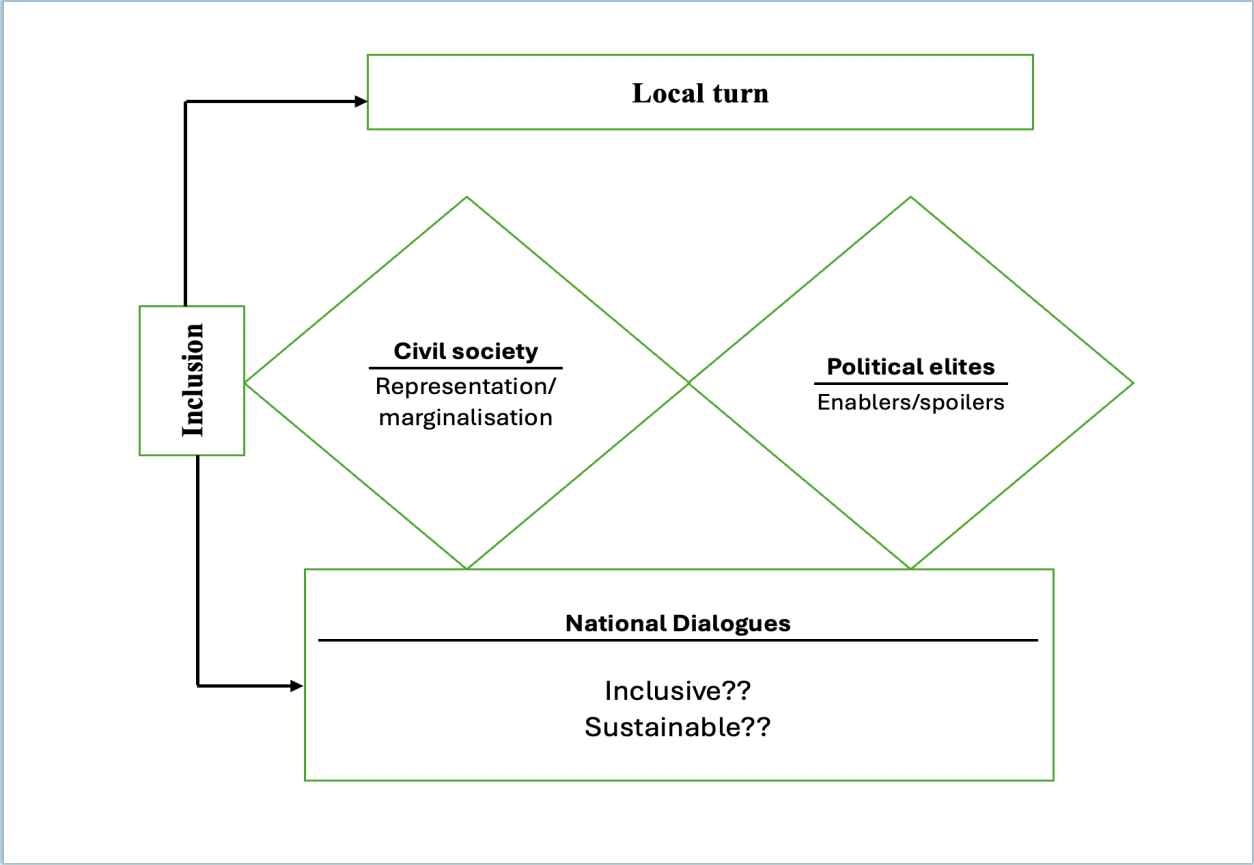 Local turn
Inclusion
Civil society
Representation/
marginalisation
Political elites
Enablers/spoilers
National Dialogues
Inclusive??
Sustainable??